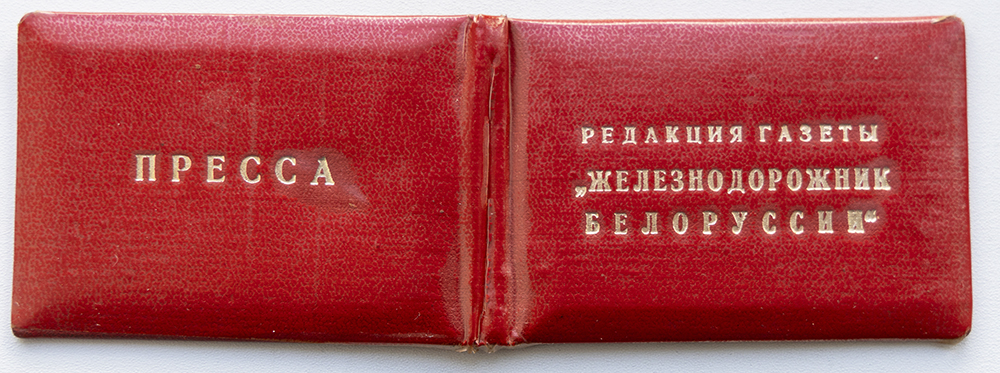 ПРЕССА
РЕДАКЦИЯ ГАЗЕТЫ
„ЖЕЛЕЗНОДОРОЖНИК
БЕЛОРУССИИ“